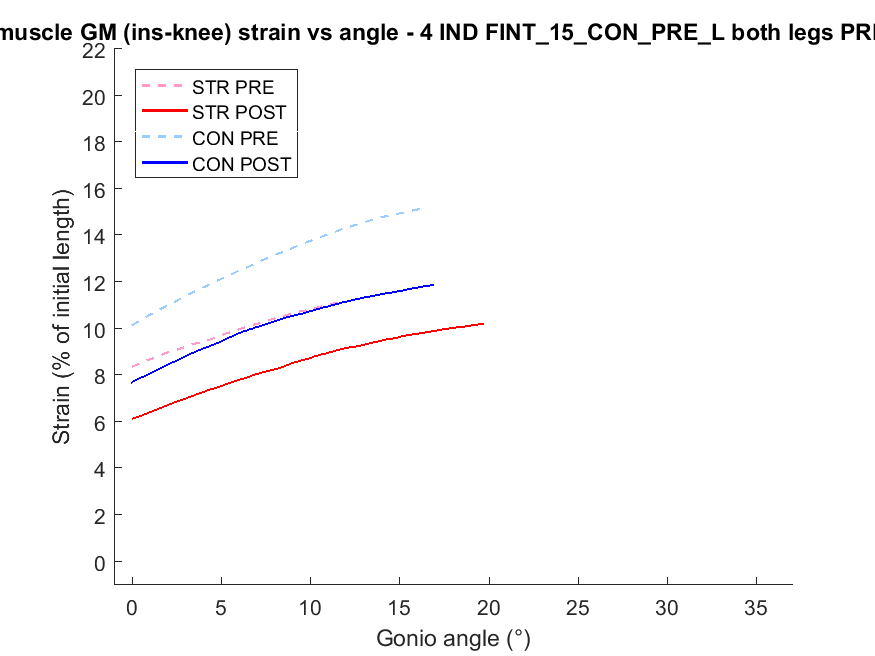 muscle GM (ins-knee) strain vs angle - 4 IND FINT_15_CON_PRE_L both legs PRE
22
20
18
16
14
12
10
8
6
4
2
0
STR PRE
STR POST
CON PRE
CON POST
Strain (% of initial length)
0 5 10 15 20 25 30 35
Gonio angle (°)